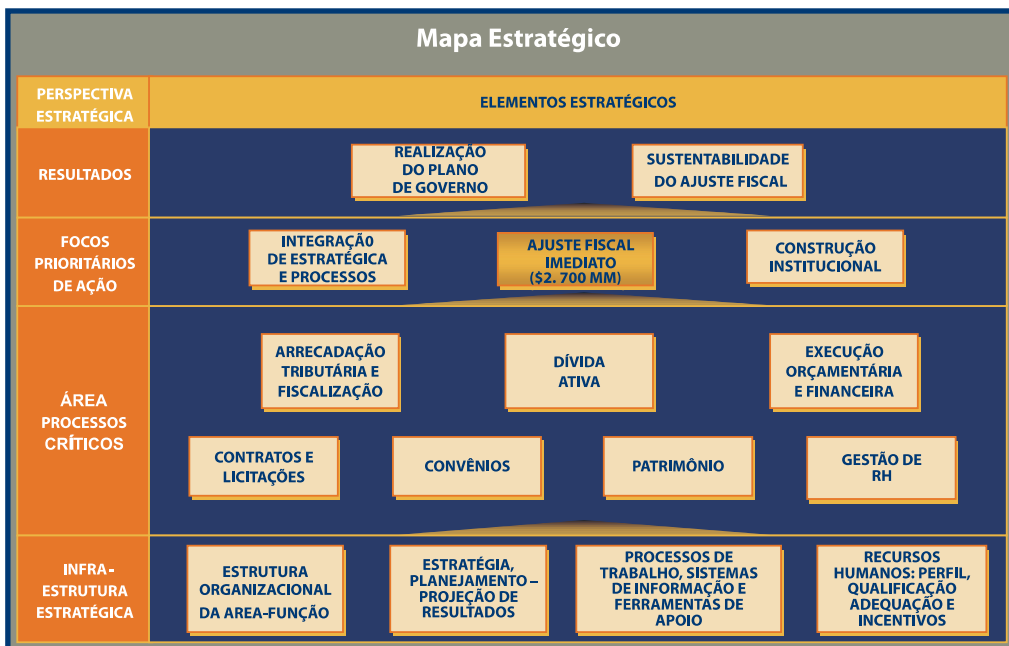 Mapa Estratégico
PERSPECTIVA
ESTRATÉGICA
ELEMENTOS ESTRATÉGICOS
RESULTADOS
REALIZAÇÃO
DO PLANO
DE GOVERNO
SUSTENTABILIDADE
DO AJUSTE FISCAL
FOCOS
PRIORITÁRIOS
DE AÇÃO
INTEGRAÇÃ0
DE ESTRATÉGICA
E PROCESSOS
AJUSTE FISCAL
IMEDIATO
($2. 700 MM)
CONSTRUÇÃO
INSTITUCIONAL
ÁREA
PROCESSOS
CRÍTICOS
ARRECADAÇÃO
TRIBUTÁRIA E
FISCALIZAÇÃO
DÍVIDA
ATIVA
EXECUÇÃO
ORÇAMENTÁRIA
E FINANCEIRA
CONTRATOS E
LICITAÇÕES
CONVÊNIOS
PATRIMÔNIO
GESTÃO DE
RH
INFRA-
ESTRUTURA
ESTRATÉGICA
ESTRUTURA
ORGANIZACIONAL
DA AREA-FUNÇÃO
ESTRATÉGIA,
PLANEJAMENTO –
PROJEÇÃO DE
RESULTADOS
PROCESSOS DE
TRABALHO, SISTEMAS
DE INFORMAÇÃO E
FERRAMENTAS DE
APOIO
RECURSOS
HUMANOS: PERFIL,
QUALIFICAÇÃO
ADEQUAÇÃO E
INCENTIVOS